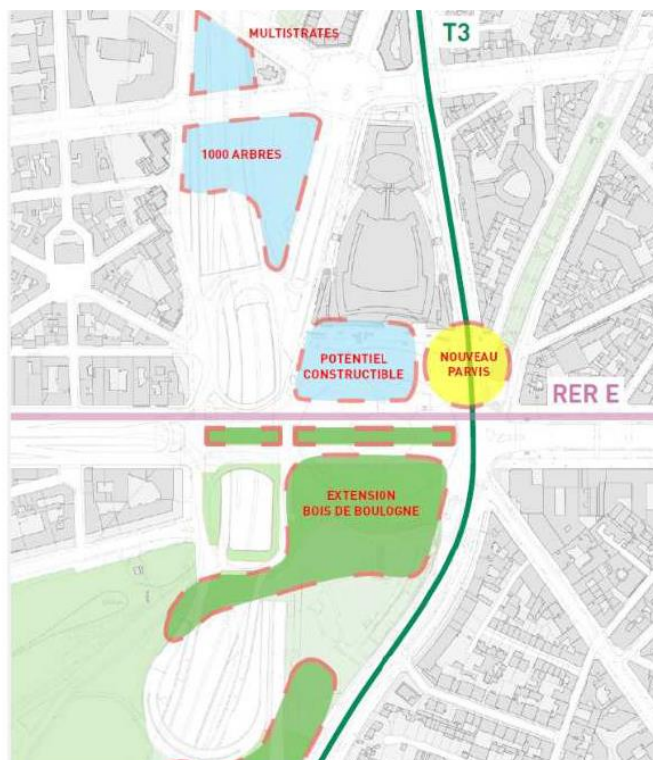 T3
MULTISTRATES
1000 ARBRES
POTENTIEL
CONSTRUCTIBLE
NOUVEAU
PARVIS
RER E
EXTENSION
BOIS DE BOULOGNE